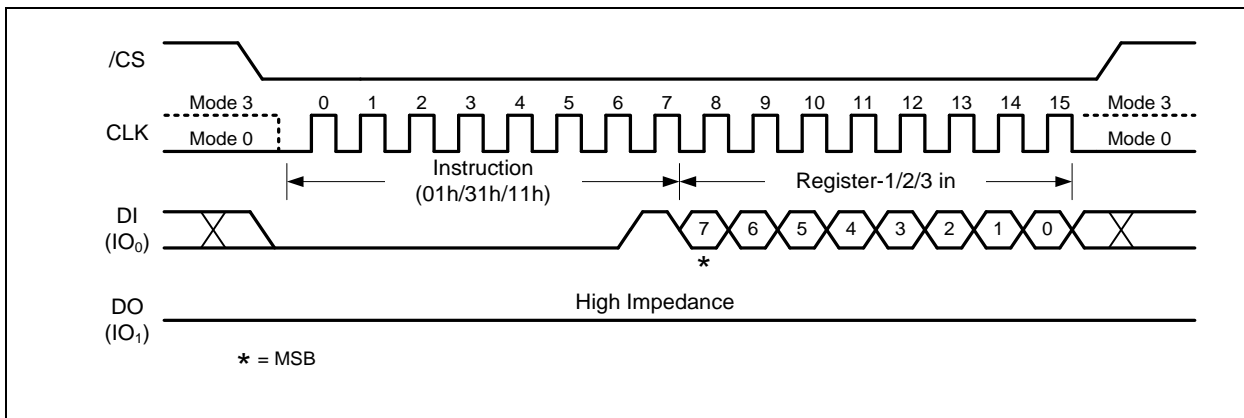 /CS
Mode 3 0 1 2 3 4 5 6 7 8 9 10 11 12 13 14 15 Mode 3
CLK
Mode 0 Mode 0
Instruction
(01h/31h/11h)
Register-1/2/3 in
DI
(IO₀)
7 6 5 4 3 2 1 0
*
High Impedance
DO
(IO₁)
* = MSB